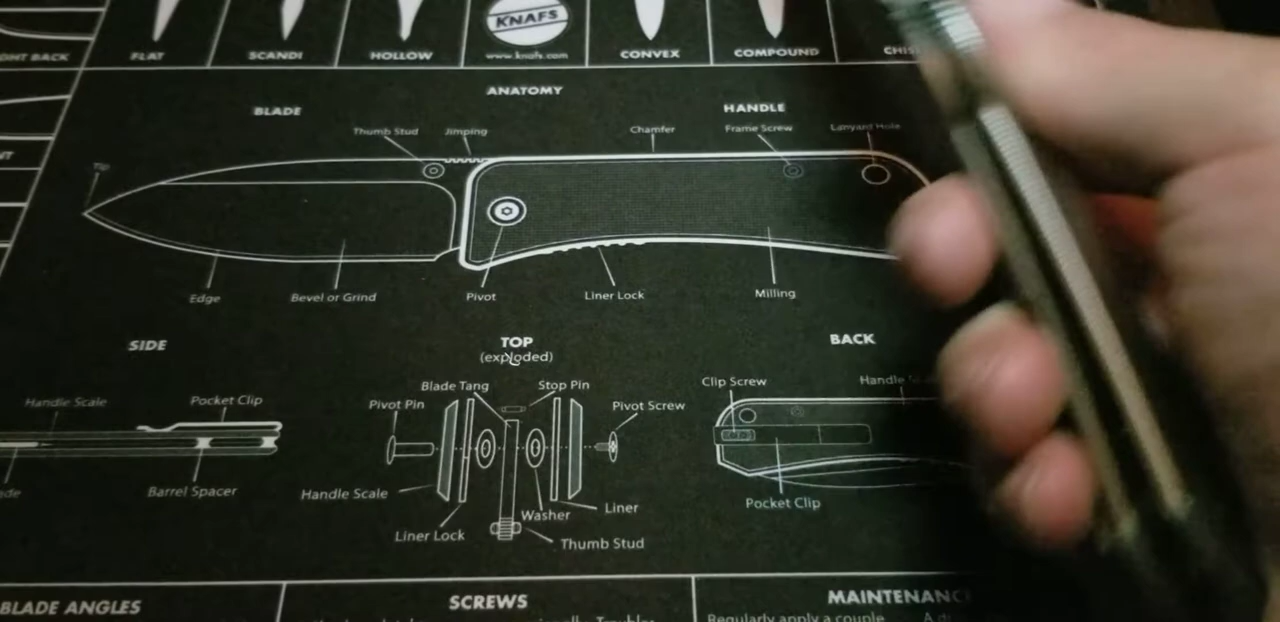 KNAFS
FLAT
SCANDI
HOLLOW
www.knafs.com
CONVEX
COMPOUND
ANATOMY
BLADE
HANDLE
Thumb Stud
Jimping
Chamfer
Frame Screw
Lanyard Hole
Tip
Edge
Bevel or Grind
Pivot
Liner Lock
Milling
SIDE
TOP
(exploded)
BACK
Handle Scale
Pocket Clip
Barrel Spacer
Blade Tang
Stop Pin
Pivot Pin
Pivot Screw
Handle Scale
Liner Lock
Washer
Liner
Thumb Stud
Clip Screw
Handle
Pocket Clip
BLADE ANGLES
SCREWS
MAINTENANC
Regularly apply a couple